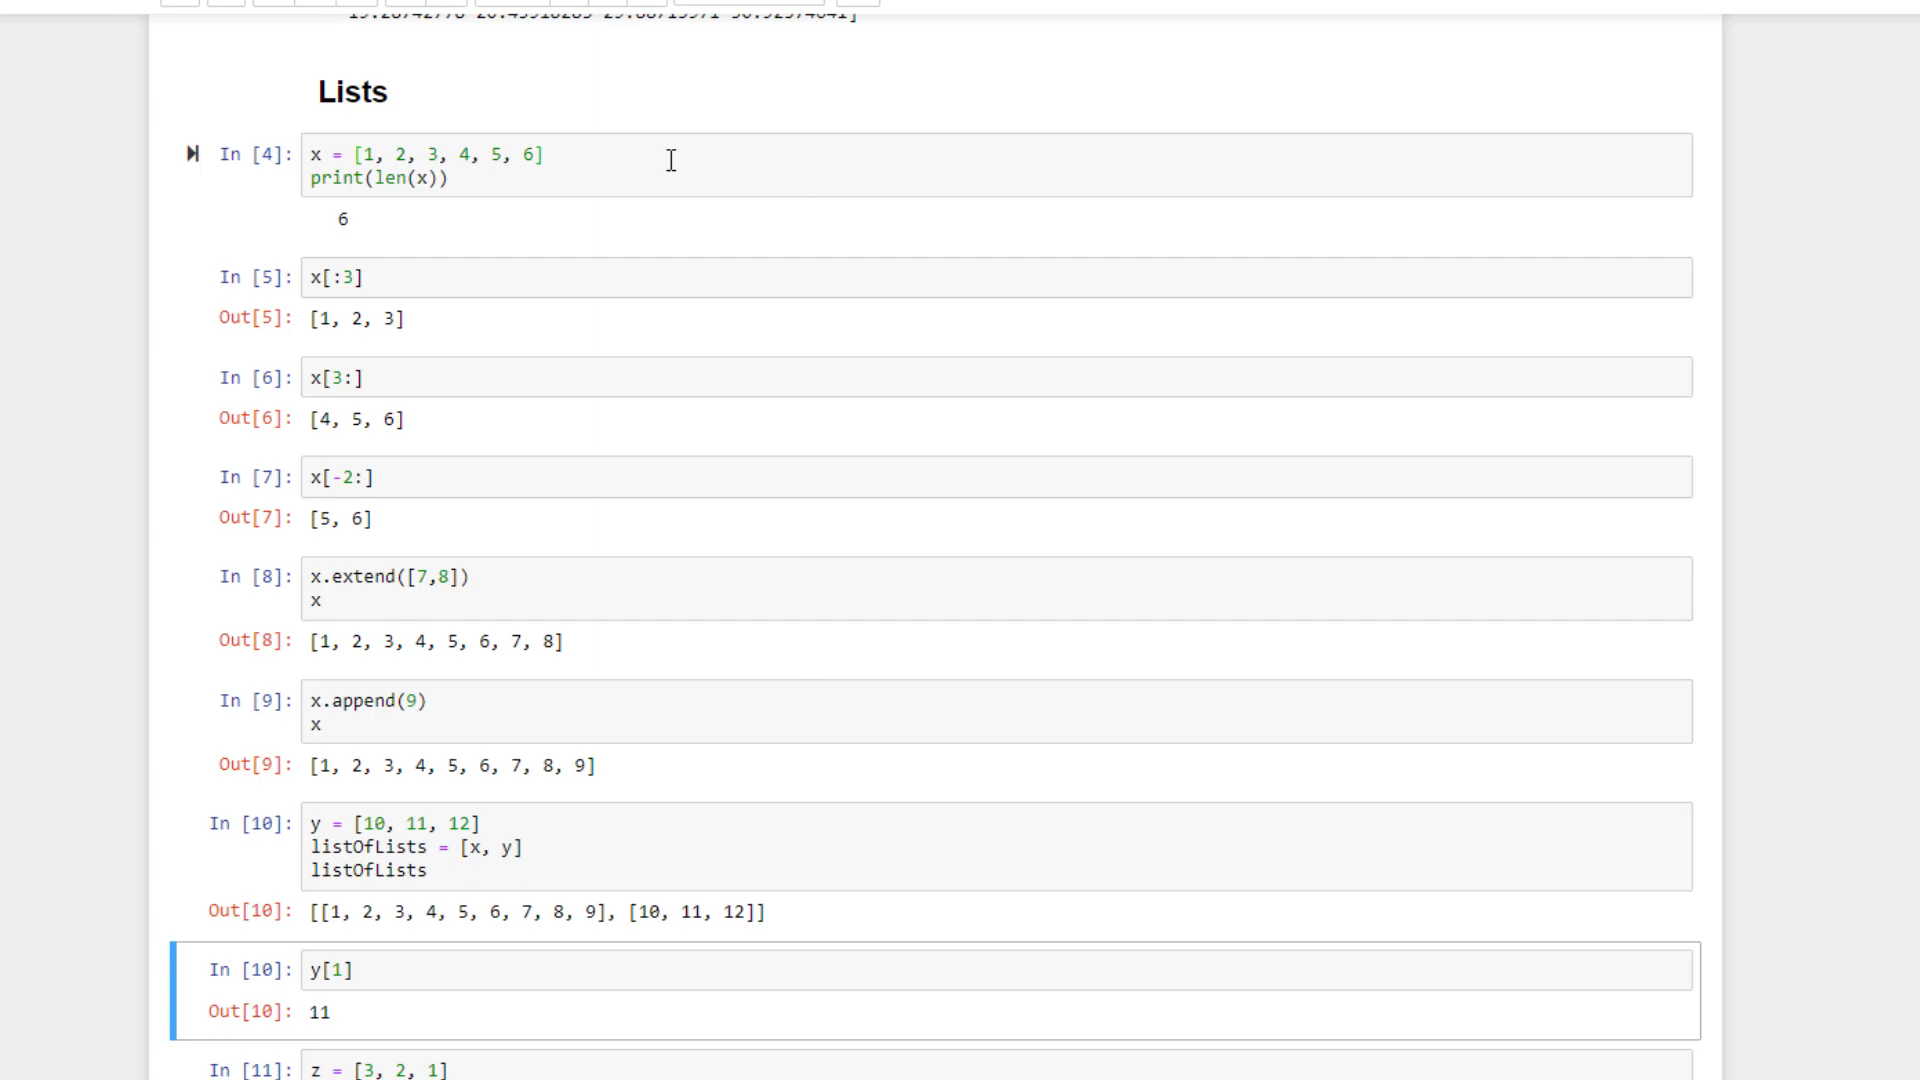 Lists
In [4]: x = [1, 2, 3, 4, 5, 6]
print(len(x))
6
In [5]: x[:3]
Out[5]: [1, 2, 3]
In [6]: x[3:]
Out[6]: [4, 5, 6]
In [7]: x[-2:]
Out[7]: [5, 6]
In [8]: x.extend([7,8])
x
Out[8]: [1, 2, 3, 4, 5, 6, 7, 8]
In [9]: x.append(9)
x
Out[9]: [1, 2, 3, 4, 5, 6, 7, 8, 9]
In [10]: y = [10, 11, 12]
listOfLists = [x, y]
listOfLists
Out[10]: [[1, 2, 3, 4, 5, 6, 7, 8, 9], [10, 11, 12]]
In [10]: y[1]
Out[10]: 11
In [11]: z = [3, 2, 1]